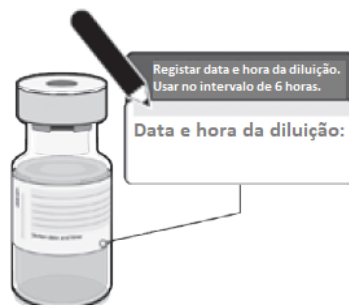 Registar data e hora da diluição.
Usar no intervalo de 6 horas.
Data e hora da diluição: